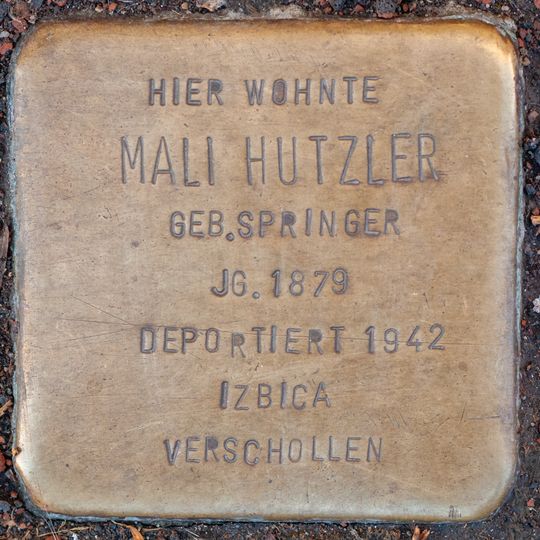 HIER WOHNTE
MALI HUTZLER
GEB.SPRINGER
JG. 1879
DEPORTIERT 1942
IZBICA
VERSCHOLLEN